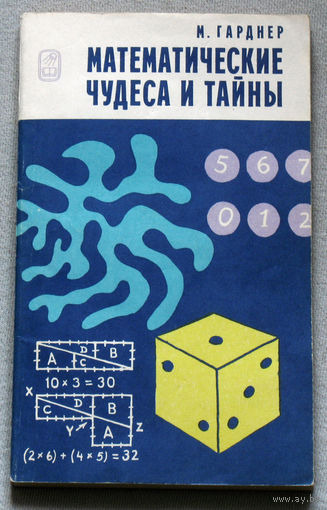 М. ГАРДНЕР
МАТЕМАТИЧЕСКИЕ
ЧУДЕСА И ТАЙНЫ
5 6 7
0 1 2
A D B
C
10 × 3 = 30
X
C D B
Y A Z
(2×6) + (4×5) = 32
www.ay.by